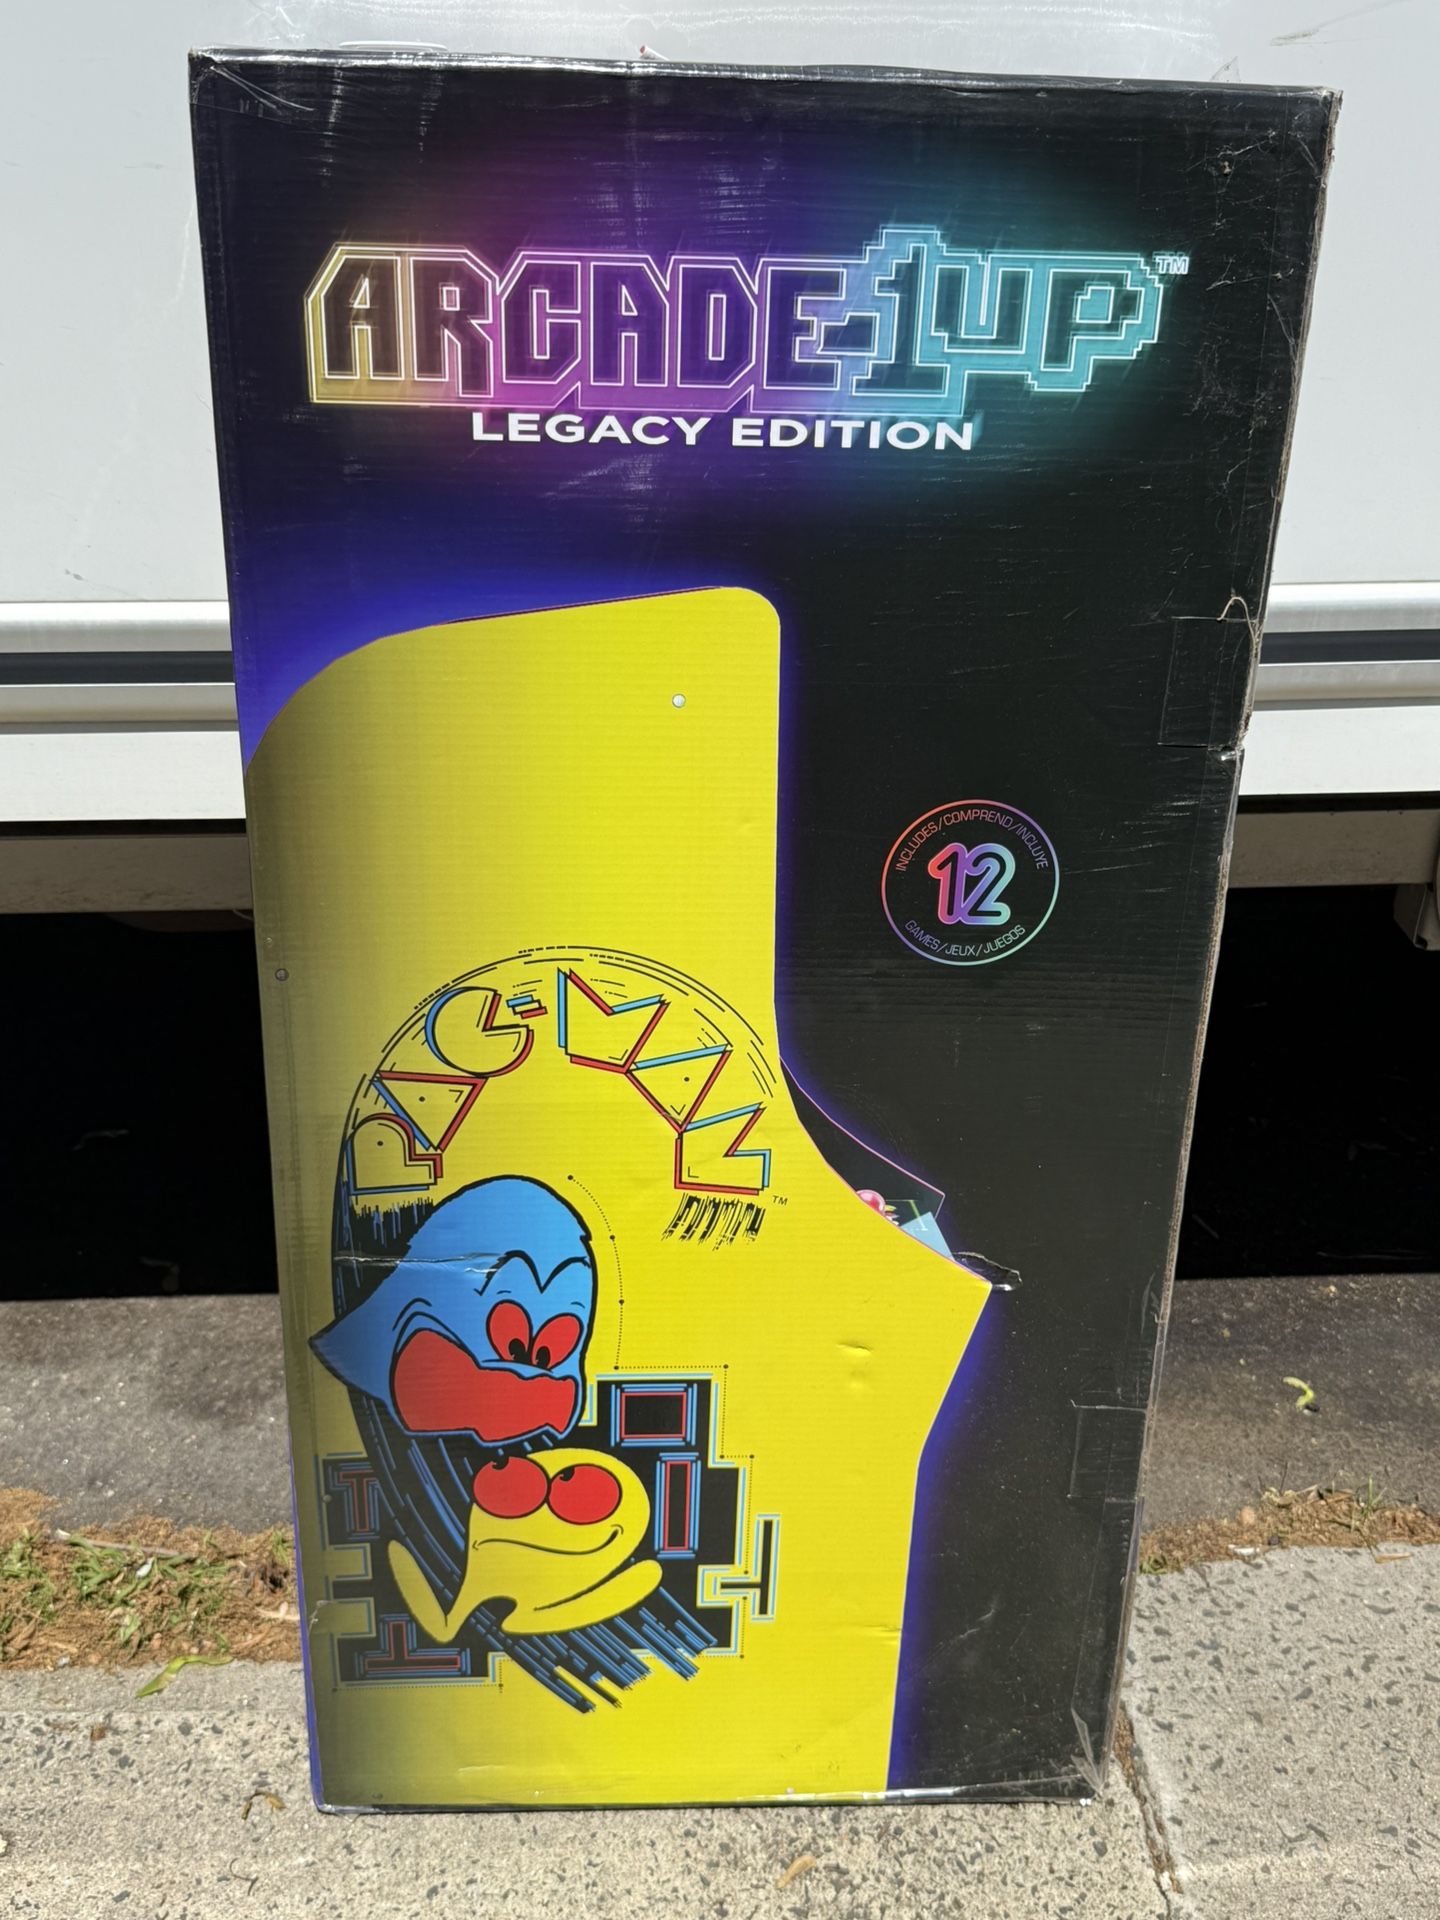 ARCADE1UP™
LEGACY EDITION
INCLUDES/COMPREND/INCLUYE
12
GAMES/JEUX/JUEGOS
PAC-MAN™